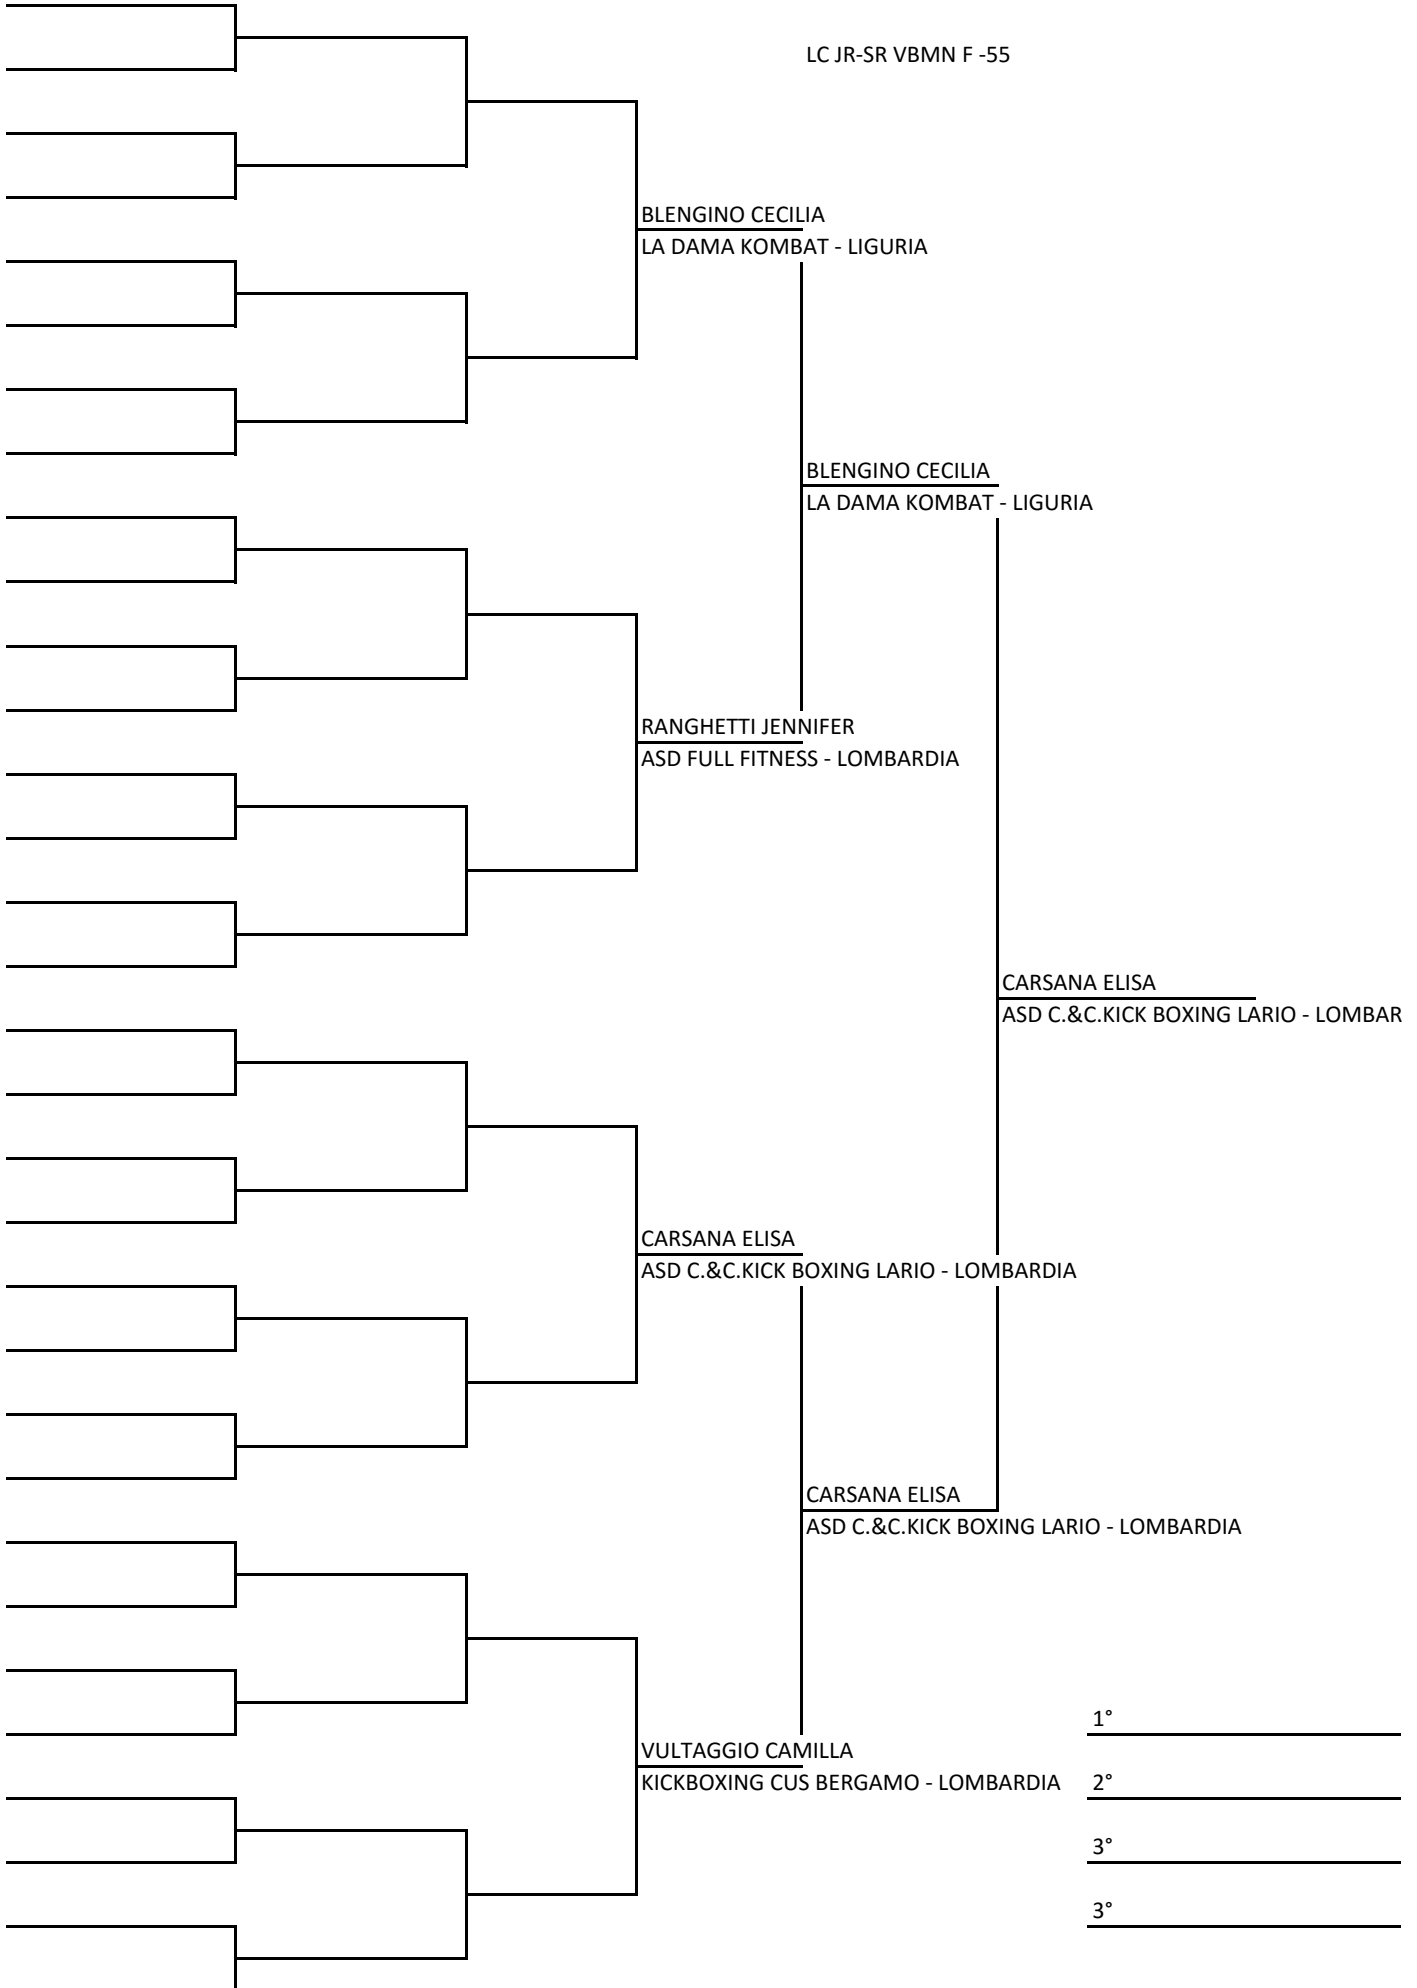 LC JR-SR VBMN F -55
BLENGINO CECILIA
LA DAMA KOMBAT - LIGURIA
BLENGINO CECILIA
LA DAMA KOMBAT - LIGURIA
RANGHETTI JENNIFER
ASD FULL FITNESS - LOMBARDIA
CARSANA ELISA
ASD C.&C.KICK BOXING LARIO - LOMBAR
CARSANA ELISA
ASD C.&C.KICK BOXING LARIO - LOMBARDIA
CARSANA ELISA
ASD C.&C.KICK BOXING LARIO - LOMBARDIA
1°
VULTAGGIO CAMILLA
KICKBOXING CUS BERGAMO - LOMBARDIA
2°
3°
3°